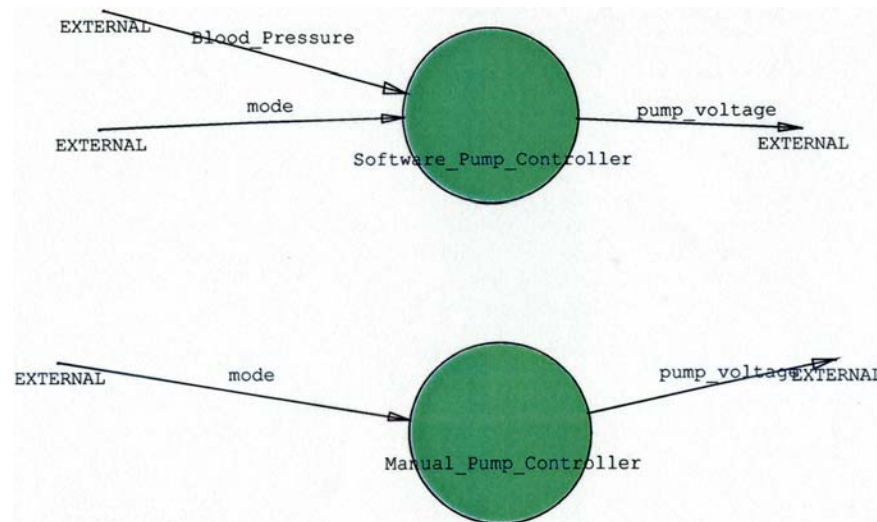 EXTERNAL
Blood_Pressure
mode
EXTERNAL
pump_voltage
EXTERNAL
Software_Pump_Controller
EXTERNAL
mode
pump_voltage
EXTERNAL
Manual_Pump_Controller